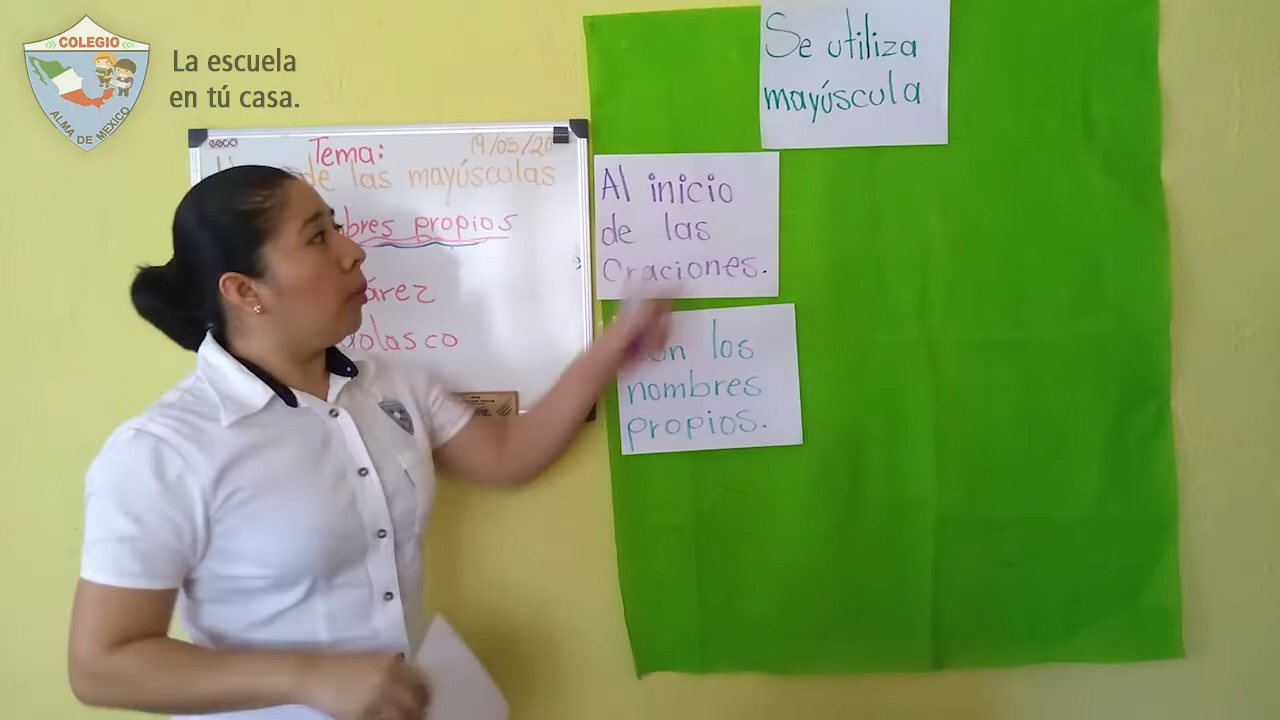 COLEGIO
ALMA DE MEXICO
La escuela
en tú casa.
Tema:
19/05/20
de las mayúsculas
propios
Se utiliza
mayúscula
Al inicio
de las
Oraciones.
los
nombres
propios.